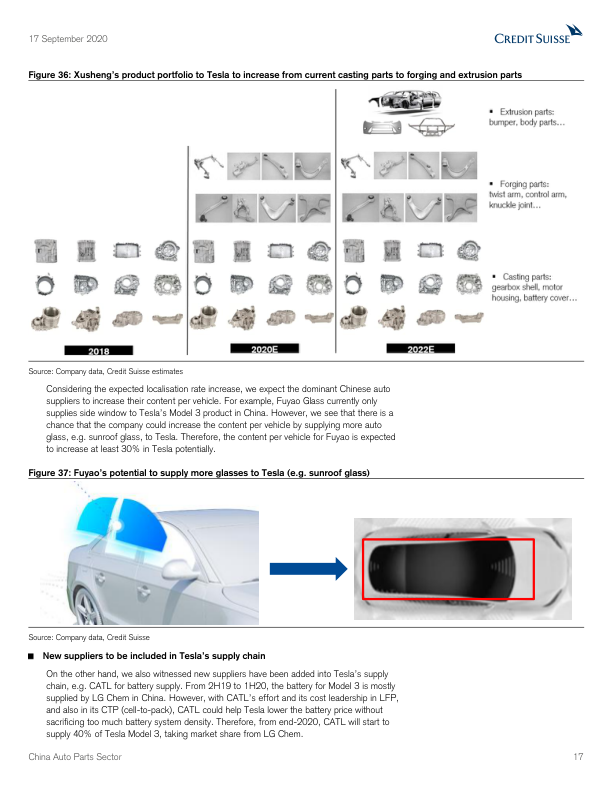 17 September 2020
CREDIT SUISSE
Figure 36: Xusheng's product portfolio to Tesla to increase from current casting parts to forging and extrusion parts
▪ Extrusion parts:
bumper, body parts…
▪ Forging parts:
twist arm, control arm,
knuckle joint…
▪ Casting parts:
gearbox shell, motor
housing, battery cover…
2018
2020E
2022E
Source: Company data, Credit Suisse estimates
Considering the expected localisation rate increase, we expect the dominant Chinese auto
suppliers to increase their content per vehicle. For example, Fuyao Glass currently only
supplies side window to Tesla's Model 3 product in China. However, we see that there is a
chance that the company could increase the content per vehicle by supplying more auto
glass, e.g. sunroof glass, to Tesla. Therefore, the content per vehicle for Fuyao is expected
to increase at least 30% in Tesla potentially.
Figure 37: Fuyao's potential to supply more glasses to Tesla (e.g. sunroof glass)
Source: Company data, Credit Suisse
■ New suppliers to be included in Tesla's supply chain
On the other hand, we also witnessed new suppliers have been added into Tesla's supply
chain, e.g. CATL for battery supply. From 2H19 to 1H20, the battery for Model 3 is mostly
supplied by LG Chem in China. However, with CATL's effort and its cost leadership in LFP,
and also in its CTP (cell-to-pack), CATL could help Tesla lower the battery price without
sacrificing too much battery system density. Therefore, from end-2020, CATL will start to
supply 40% of Tesla Model 3, taking market share from LG Chem.
China Auto Parts Sector
17